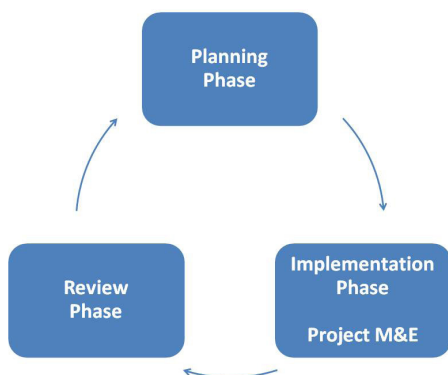 Planning
Phase
Implementation
Phase
Project M&E
Review
Phase